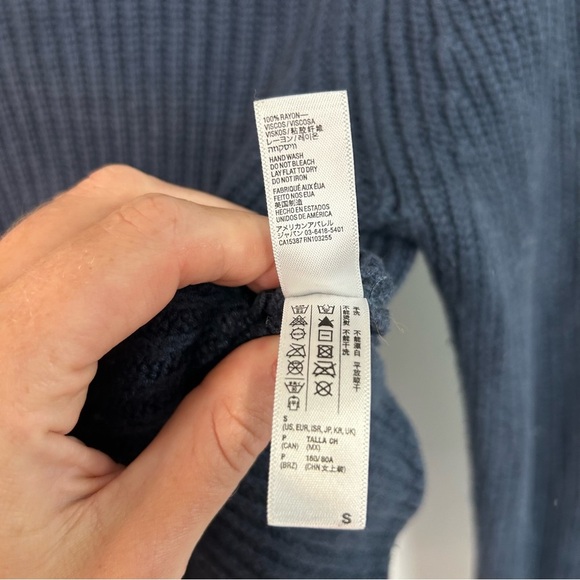 100% RAYON—
VISCOS / VISCOSA
VISKOS / 粘胶纤维
レーヨン / 레이온
וויסקוזה
HAND WASH
DO NOT BLEACH
LAY FLAT TO DRY
DO NOT IRON
FABRIQUÉ AUX ÉUA
FEITO NOS EUA
美国制造
HECHO EN ESTADOS
UNIDOS DE AMÉRICA
アメリカンアパレル
ジャパン 03-6418-5401
CA15387 RN103255
手洗
不能漂白 平放晾干
不能熨烫 不能干洗
S
(US, EUR, ISR, JP, KR, UK)
P TALLA CH
(CAN) (MX)
P 160/80A
(BRZ) (CHN 女上装)
S